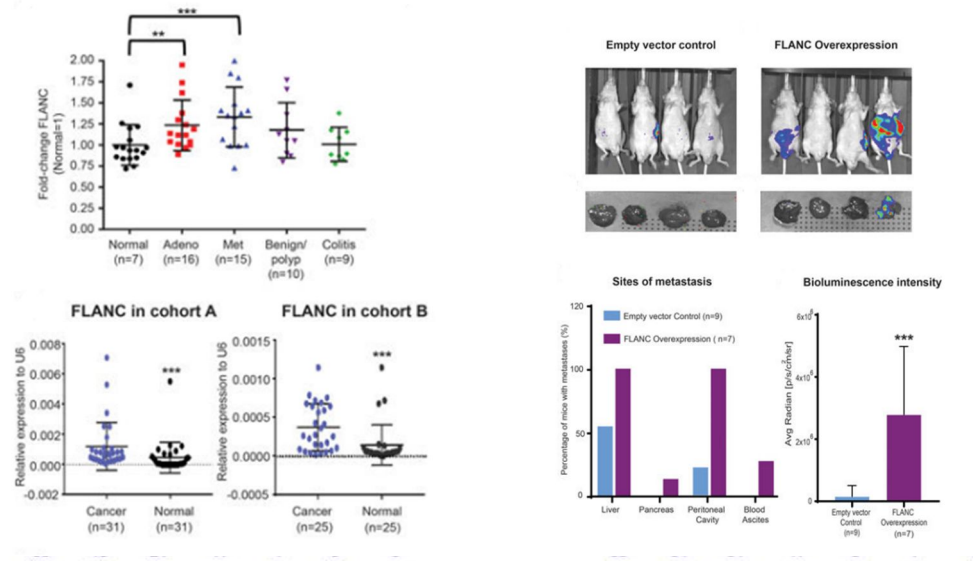 ***
**
Fold-change FLANC
(Normal=1)
2.00
1.75
1.50
1.25
1.00
0.75
0.50
0.25
0.00
Normal
(n=7)
Adeno
(n=16)
Met
(n=15)
Benign/
polyp
(n=10)
Colitis
(n=9)
FLANC in cohort A
Relative expression to U6
0.008
0.006
0.004
0.002
0.000
-0.002
***
Cancer
(n=31)
Normal
(n=31)
FLANC in cohort B
Relative expression to U6
0.0015
0.0010
0.0005
0.0000
-0.0005
***
Cancer
(n=25)
Normal
(n=25)
Empty vector control
FLANC Overexpression
Sites of metastasis
Percentage of mice with metastases (%)
120
100
50
0
Empty vector Control (n=9)
FLANC Overexpression ( n=7)
Liver
Pancreas
Peritoneal
Cavity
Blood
Ascites
Bioluminescence intensity
Avg Radian [p/s/cm²/sr]
0
***
Empty vector
Control
(n=9)
FLANC
Overexpression
(n=7)